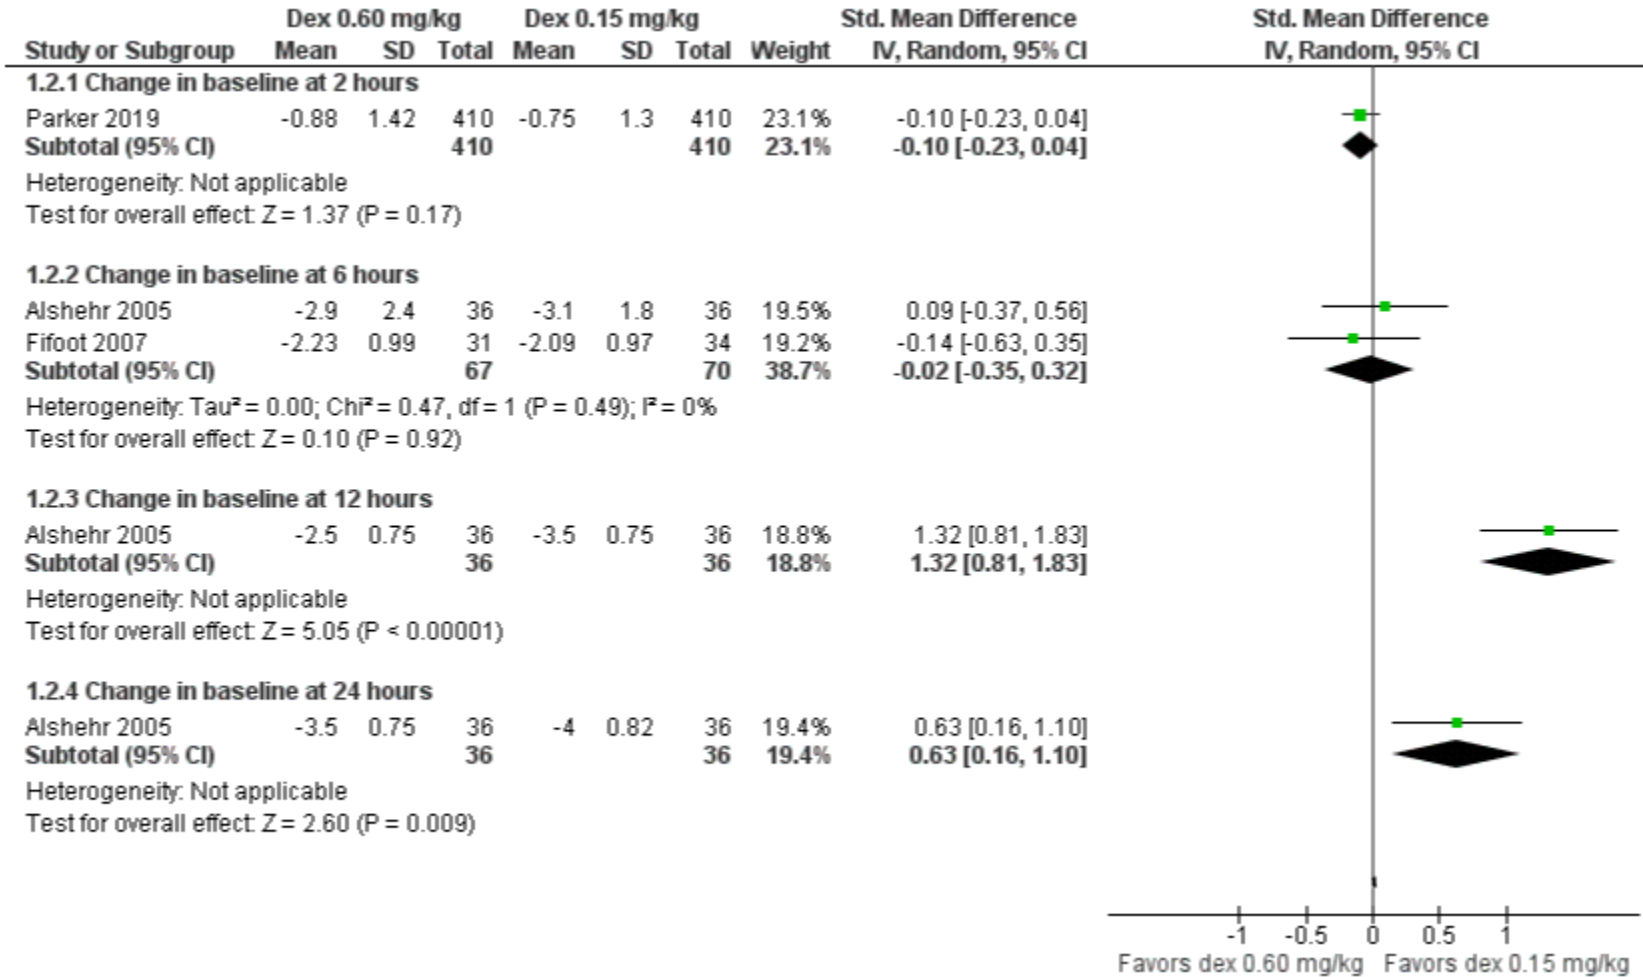 Dex 0.60 mg/kg Dex 0.15 mg/kg Std. Mean Difference Std. Mean Difference
Study or Subgroup Mean SD Total Mean SD Total Weight IV, Random, 95% CI IV, Random, 95% CI
1.2.1 Change in baseline at 2 hours
Parker 2019 -0.88 1.42 410 -0.75 1.3 410 23.1% -0.10 [-0.23, 0.04]
Subtotal (95% CI) 410 410 23.1% -0.10 [-0.23, 0.04]
Heterogeneity: Not applicable
Test for overall effect: Z = 1.37 (P = 0.17)
1.2.2 Change in baseline at 6 hours
Alshehr 2005 -2.9 2.4 36 -3.1 1.8 36 19.5% 0.09 [-0.37, 0.56]
Fifoot 2007 -2.23 0.99 31 -2.09 0.97 34 19.2% -0.14 [-0.63, 0.35]
Subtotal (95% CI) 67 70 38.7% -0.02 [-0.35, 0.32]
Heterogeneity: Tau² = 0.00; Chi² = 0.47, df = 1 (P = 0.49); I² = 0%
Test for overall effect: Z = 0.10 (P = 0.92)
1.2.3 Change in baseline at 12 hours
Alshehr 2005 -2.5 0.75 36 -3.5 0.75 36 18.8% 1.32 [0.81, 1.83]
Subtotal (95% CI) 36 36 18.8% 1.32 [0.81, 1.83]
Heterogeneity: Not applicable
Test for overall effect: Z = 5.05 (P < 0.00001)
1.2.4 Change in baseline at 24 hours
Alshehr 2005 -3.5 0.75 36 -4 0.82 36 19.4% 0.63 [0.16, 1.10]
Subtotal (95% CI) 36 36 19.4% 0.63 [0.16, 1.10]
Heterogeneity: Not applicable
Test for overall effect: Z = 2.60 (P = 0.009)
-1 -0.5 0 0.5 1
Favors dex 0.60 mg/kg Favors dex 0.15 mg/kg